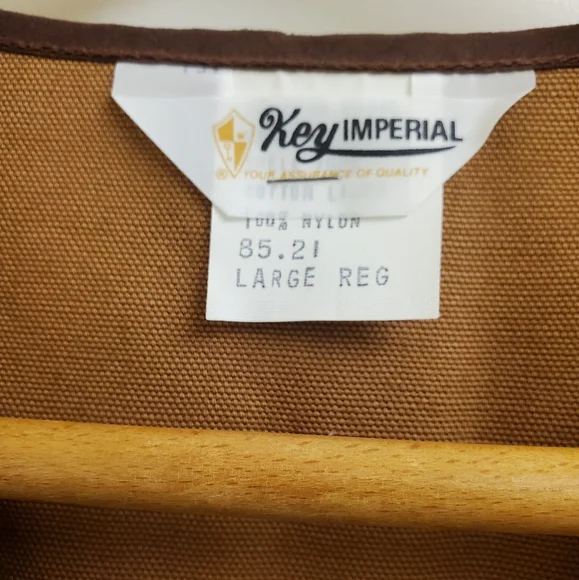 Key IMPERIAL
® YOUR ASSURANCE OF QUALITY
COTTON
100% NYLON
85.21
LARGE REG